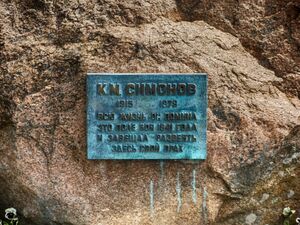 К.М. СИМОНОВ
1915 1979
ВСЮ ЖИЗНЬ ОН ПОМНИЛ
ЭТО ПОЛЕ БОЯ 1941 ГОДА
И ЗАВЕЩАЛ РАЗВЕЯТЬ
ЗДЕСЬ СВОЙ ПРАХ